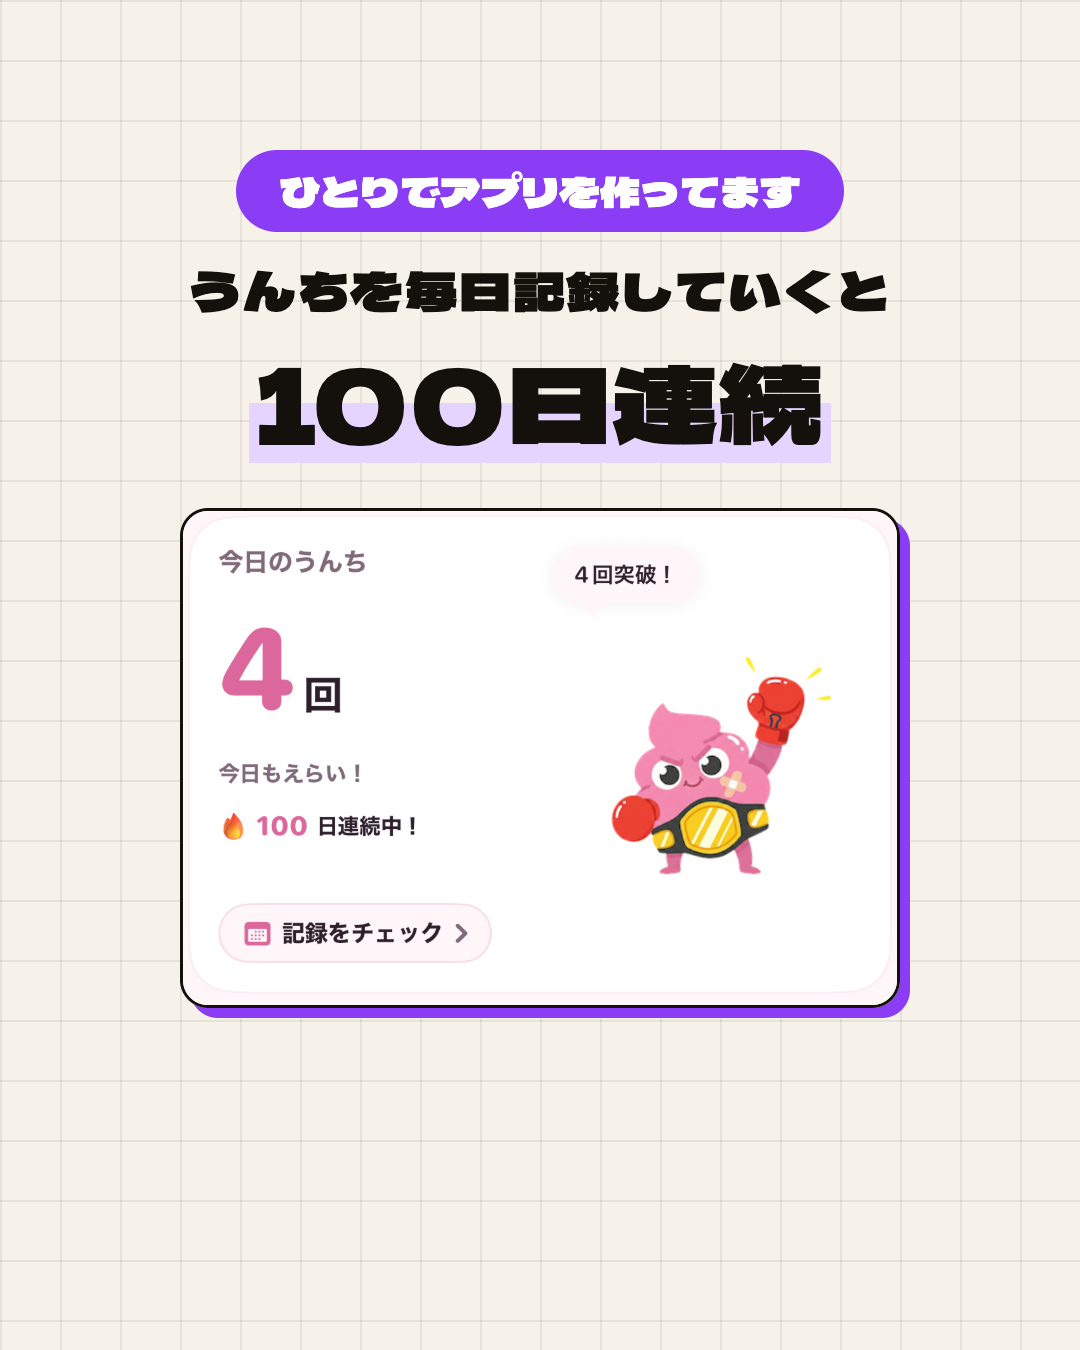 ひとりでアプリを作ってます
うんちを毎日記録していくと
100日連続
今日のうんち
4回突破！
4回
今日もえらい！
100 日連続中！
記録をチェック